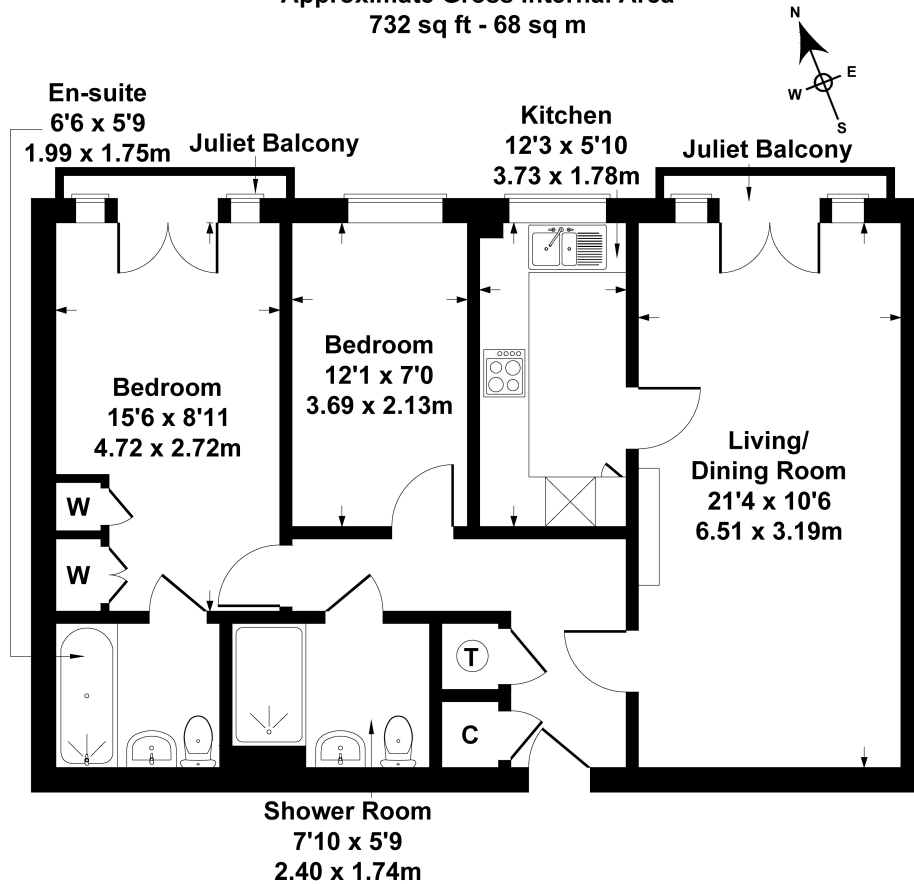 Approximate Gross Internal Area
732 sq ft - 68 sq m
N
E
W
S
En-suite
6'6 x 5'9
1.99 x 1.75m
Juliet Balcony
Kitchen
12'3 x 5'10
3.73 x 1.78m
Juliet Balcony
Bedroom
15'6 x 8'11
4.72 x 2.72m
Bedroom
12'1 x 7'0
3.69 x 2.13m
Living/
Dining Room
21'4 x 10'6
6.51 x 3.19m
W
W
T
C
Shower Room
7'10 x 5'9
2.40 x 1.74m